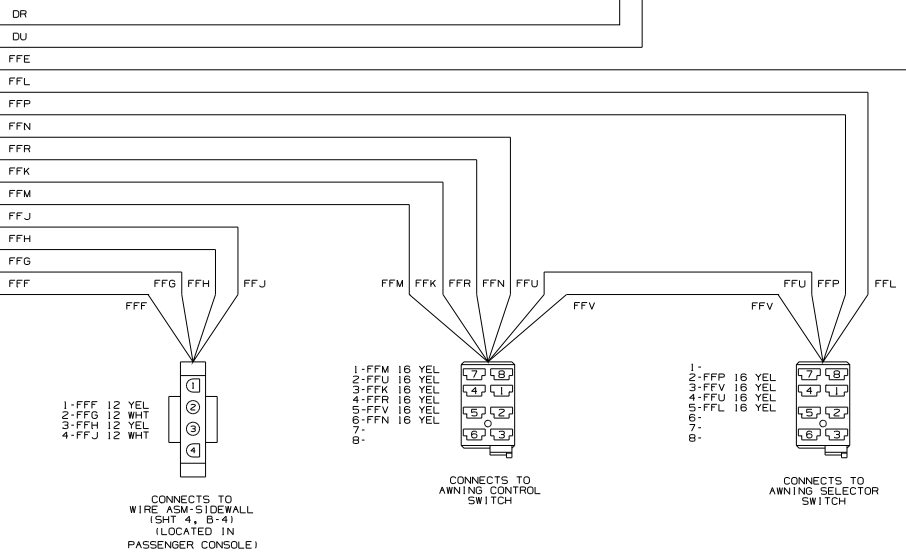 DR
DU
FFE
FFL
FFP
FFN
FFR
FFK
FFM
FFJ
FFH
FFG
FFF
FFG FFH FFJ
FFF
FFM FFK FFR FFN FFU
FFV
FFU FFP FFL
FFV
1-FFF 12 YEL
2-FFG 12 WHT
3-FFH 12 YEL
4-FFJ 12 WHT
1
2
3
4
CONNECTS TO
WIRE ASM-SIDEWALL
(SHT 4, B-4)
(LOCATED IN
PASSENGER CONSOLE)
1-FFM 16 YEL
2-FFU 16 YEL
3-FFK 16 YEL
4-FFR 16 YEL
5-FFV 16 YEL
6-FFN 16 YEL
7-
8-
7 8
4 1
5 2
6 3
CONNECTS TO
AWNING CONTROL
SWITCH
1-
2-FFP 16 YEL
3-FFV 16 YEL
4-FFU 16 YEL
5-FFL 16 YEL
6-
7-
8-
7 8
4 1
5 2
6 3
CONNECTS TO
AWNING SELECTOR
SWITCH